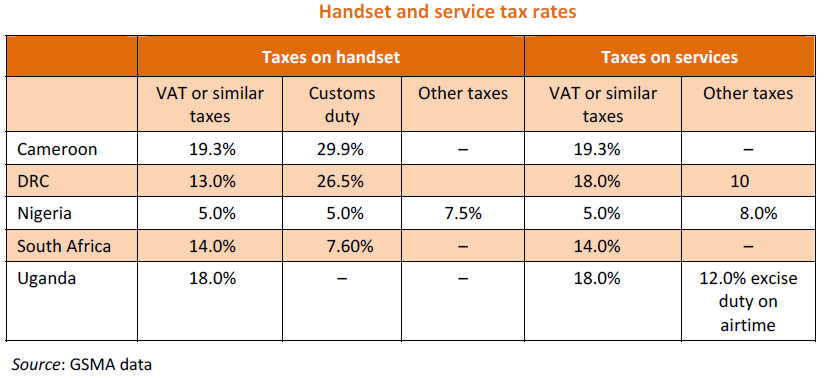 Handset and service tax rates
Taxes on handset Taxes on services
VAT or similar taxes Customs duty Other taxes VAT or similar taxes Other taxes
Cameroon 19.3% 29.9% – 19.3% –
DRC 13.0% 26.5% 18.0% 10
Nigeria 5.0% 5.0% 7.5% 5.0% 8.0%
South Africa 14.0% 7.60% – 14.0% –
Uganda 18.0% – – 18.0% 12.0% excise duty on airtime
Source: GSMA data